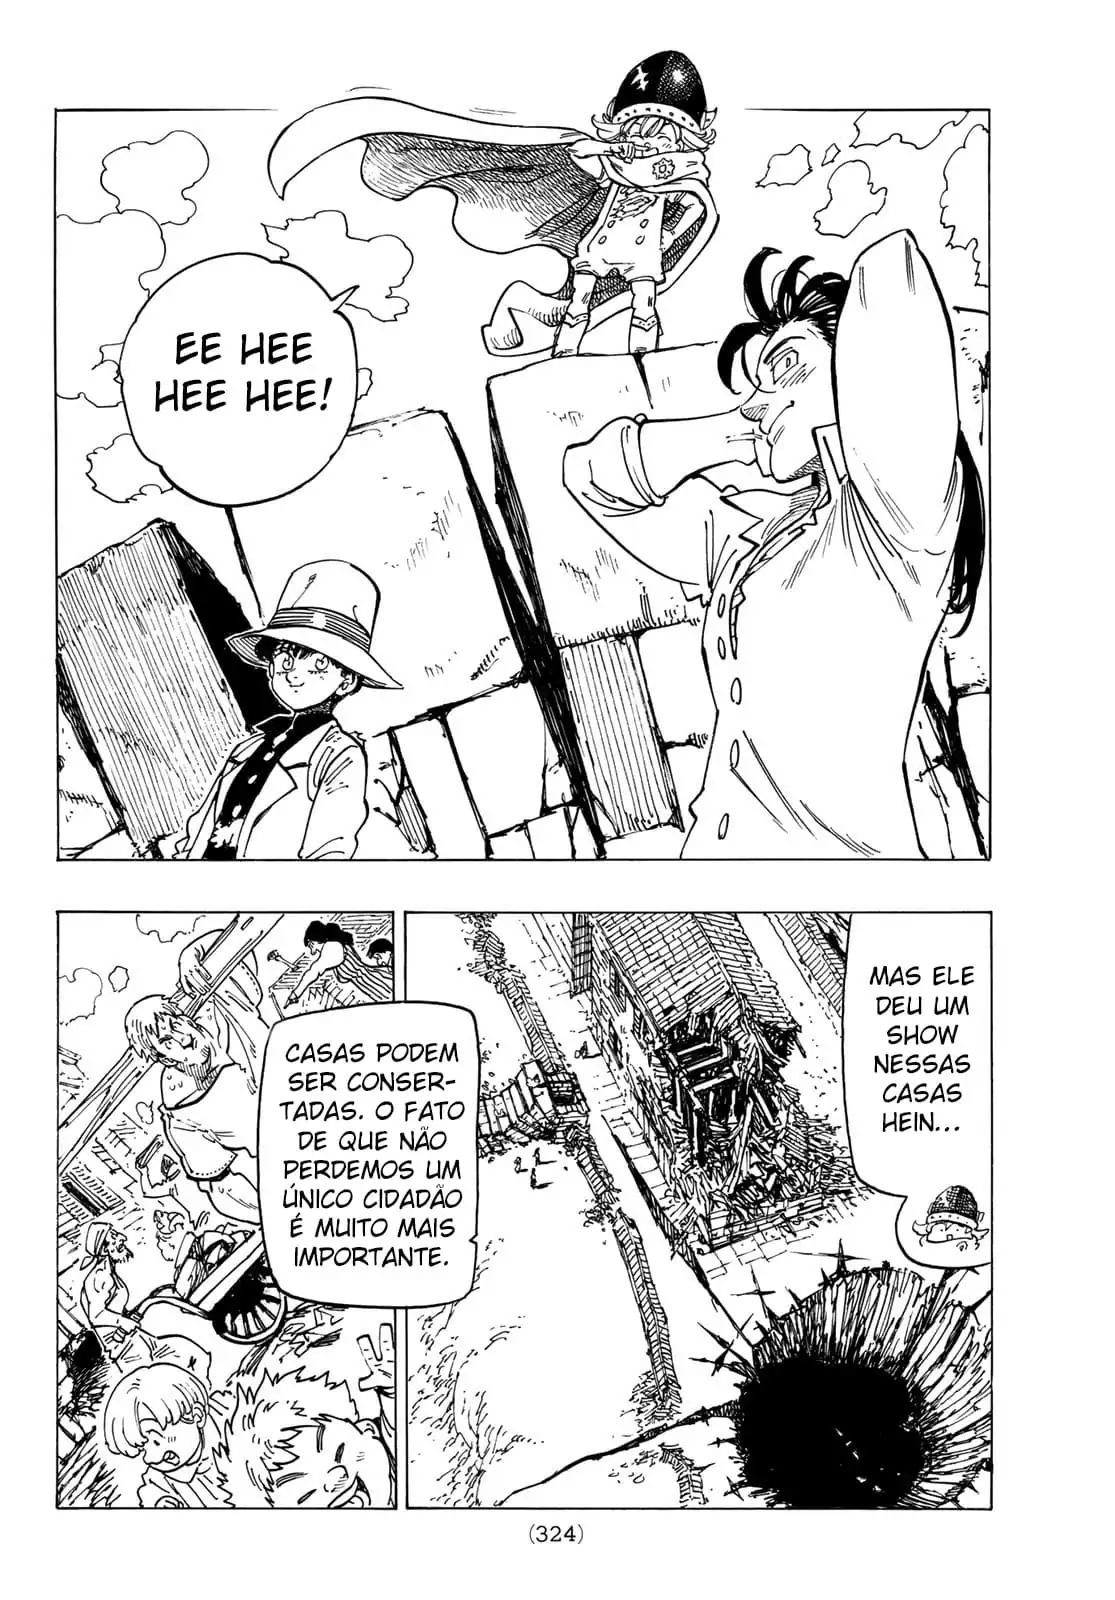 EE HEE
HEE HEE!
MAS ELE
DEU UM
SHOW
NESSAS
CASAS
HEIN...
CASAS PODEM
SER CONSER-
TADAS. O FATO
DE QUE NÃO
PERDEMOS UM
ÚNICO CIDADÃO
É MUITO MAIS
IMPORTANTE.
(324)